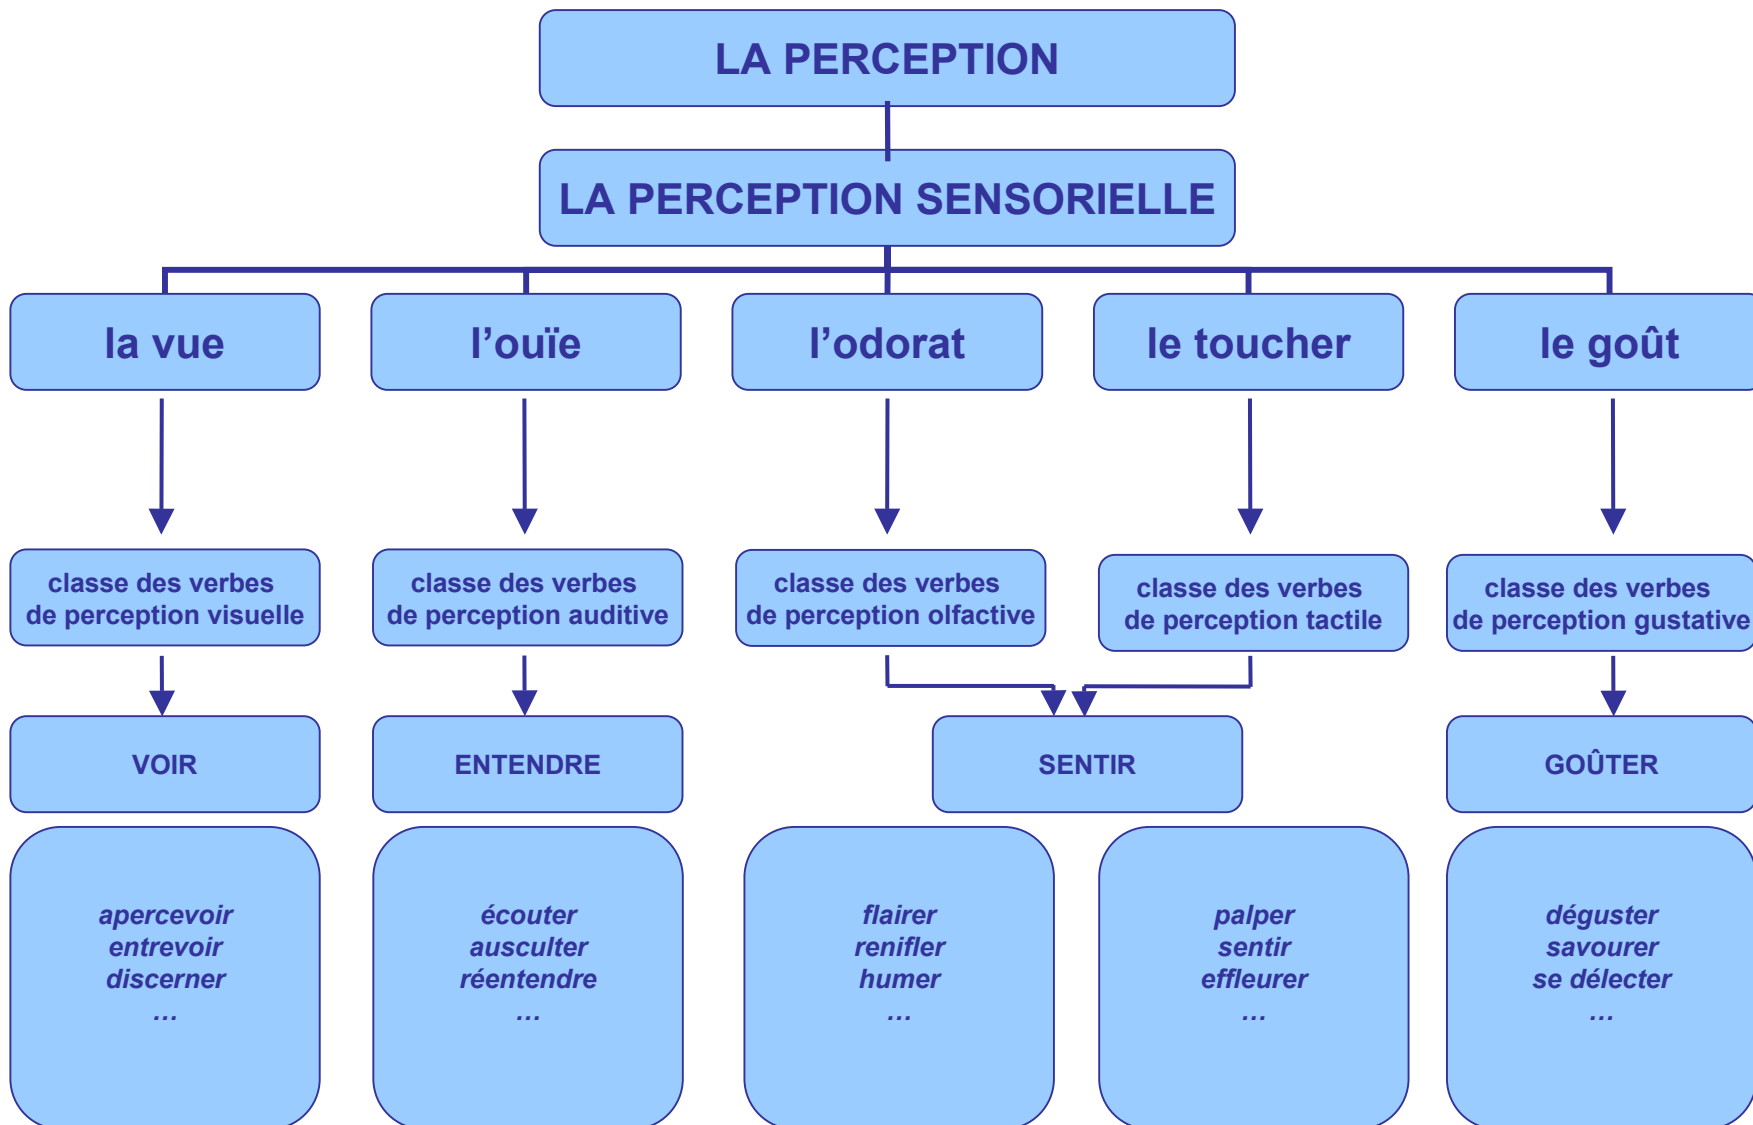 LA PERCEPTION
LA PERCEPTION SENSORIELLE
la vue
l’ouïe
l’odorat
le toucher
le goût
classe des verbes
de perception visuelle
classe des verbes
de perception auditive
classe des verbes
de perception olfactive
classe des verbes
de perception tactile
classe des verbes
de perception gustative
VOIR
ENTENDRE
SENTIR
GOÛTER
apercevoir
entrevoir
discerner
…
écouter
ausculter
réentendre
…
flairer
renifler
humer
…
palper
sentir
effleurer
…
déguster
savourer
se délecter
…